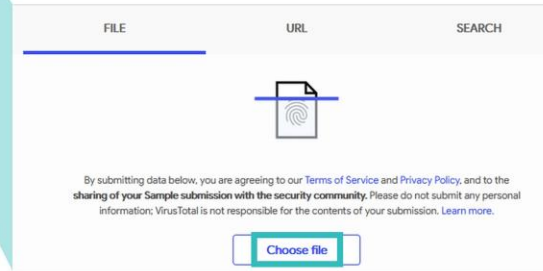 FILE URL SEARCH
By submitting data below, you are agreeing to our Terms of Service and Privacy Policy, and to the
sharing of your Sample submission with the security community. Please do not submit any personal
information; VirusTotal is not responsible for the contents of your submission. Learn more.
Choose file